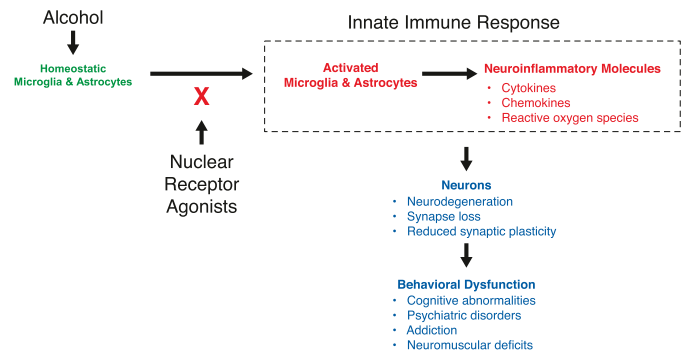 Alcohol
Innate Immune Response
Homeostatic
Microglia & Astrocytes
Activated
Microglia & Astrocytes
Neuroinflammatory Molecules
• Cytokines
• Chemokines
• Reactive oxygen species
X
Nuclear
Receptor
Agonists
Neurons
• Neurodegeneration
• Synapse loss
• Reduced synaptic plasticity
Behavioral Dysfunction
• Cognitive abnormalities
• Psychiatric disorders
• Addiction
• Neuromuscular deficits